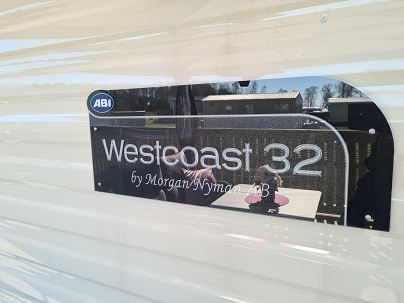 ABI
Westcoast 32
by Morgan Nyman AB